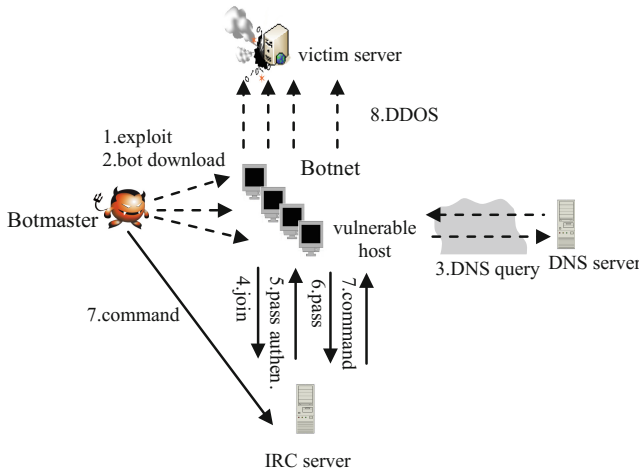 victim server
8.DDOS
1.exploit
2.bot download
Botnet
Botmaster
vulnerable
host
3.DNS query
DNS server
7.command
4.join
5.pass authen.
6.pass
7.command
IRC server